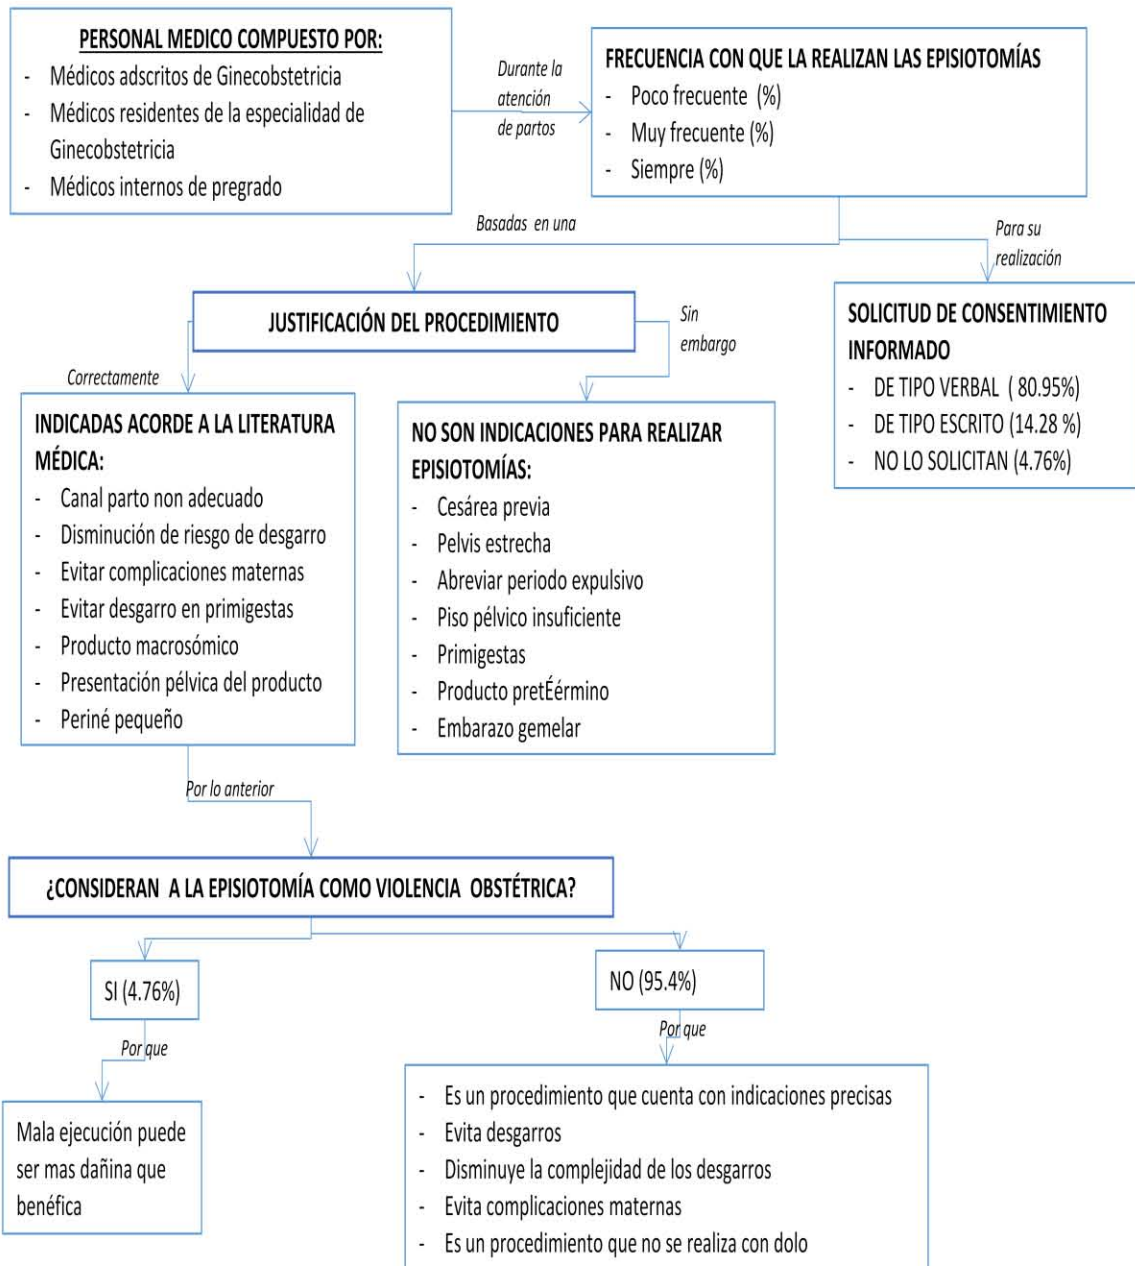 PERSONAL MEDICO COMPUESTO POR:
- Médicos adscritos de Ginecobstetricia
- Médicos residentes de la especialidad de
Ginecobstetricia
- Médicos internos de pregrado
Durante la
atención
de partos
FRECUENCIA CON QUE LA REALIZAN LAS EPISIOTOMÍAS
- Poco frecuente (%)
- Muy frecuente (%)
- Siempre (%)
Basadas en una
Para su
realización
JUSTIFICACIÓN DEL PROCEDIMIENTO
Sin
embargo
SOLICITUD DE CONSENTIMIENTO
INFORMADO
- DE TIPO VERBAL ( 80.95%)
- DE TIPO ESCRITO (14.28 %)
- NO LO SOLICITAN (4.76%)
Correctamente
INDICADAS ACORDE A LA LITERATURA
MÉDICA:
- Canal parto non adecuado
- Disminución de riesgo de desgarro
- Evitar complicaciones maternas
- Evitar desgarro en primigestas
- Producto macrosómico
- Presentación pélvica del producto
- Periné pequeño
NO SON INDICACIONES PARA REALIZAR
EPISIOTOMÍAS:
- Cesárea previa
- Pelvis estrecha
- Abreviar periodo expulsivo
- Piso pélvico insuficiente
- Primigestas
- Producto pretÉérmino
- Embarazo gemelar
Por lo anterior
¿CONSIDERAN A LA EPISIOTOMÍA COMO VIOLENCIA OBSTÉTRICA?
SI (4.76%)
NO (95.4%)
Por que
Por que
Mala ejecución puede
ser mas dañina que
benéfica
- Es un procedimiento que cuenta con indicaciones precisas
- Evita desgarros
- Disminuye la complejidad de los desgarros
- Evita complicaciones maternas
- Es un procedimiento que no se realiza con dolo